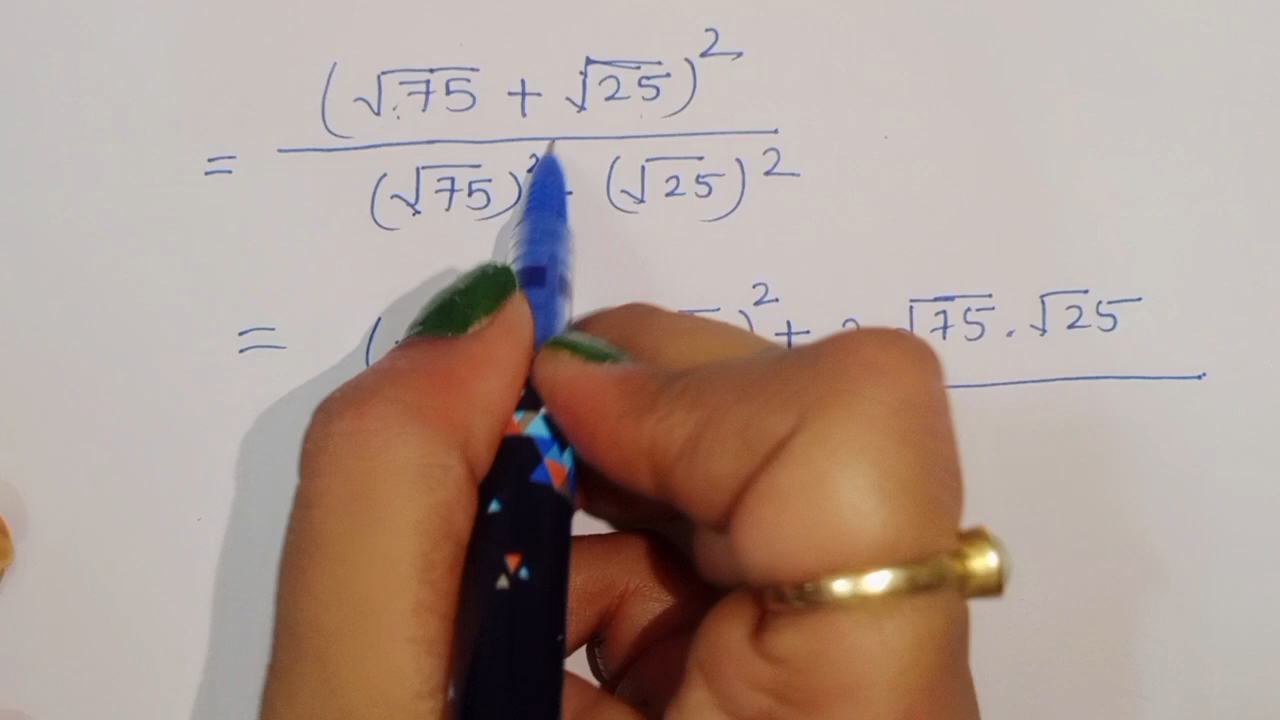 (√75 + √25)²
=
(√75)² - (√25)²
= ( )² + √75 . √25